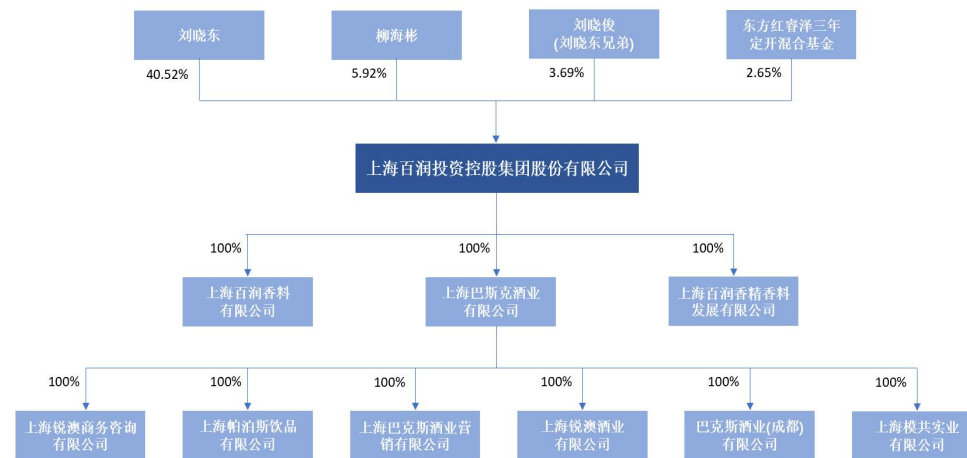 刘晓东
柳海彬
刘晓俊
(刘晓东兄弟)
东方红睿泽三年
定开混合基金
40.52%
5.92%
3.69%
2.65%
上海百润投资控股集团股份有限公司
100%
100%
100%
上海百润香料
有限公司
上海巴斯克酒业
有限公司
上海百润香精香料
发展有限公司
100%
100%
100%
100%
100%
100%
上海锐澳商务咨询
有限公司
上海帕泊斯饮品
有限公司
上海巴克斯酒业营
销有限公司
上海锐澳酒业
有限公司
巴克斯酒业(成都)
有限公司
上海模共实业
有限公司